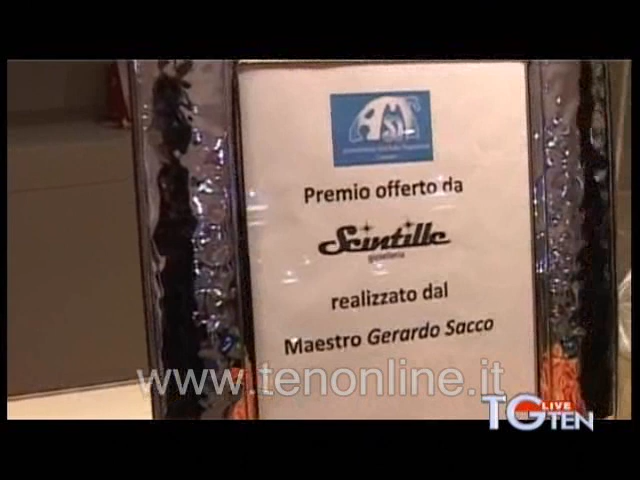 Premio offerto da
Scintille
gioielleria
realizzato dal
Maestro Gerardo Sacco
www.tenonline.it
TG LIVE TEN